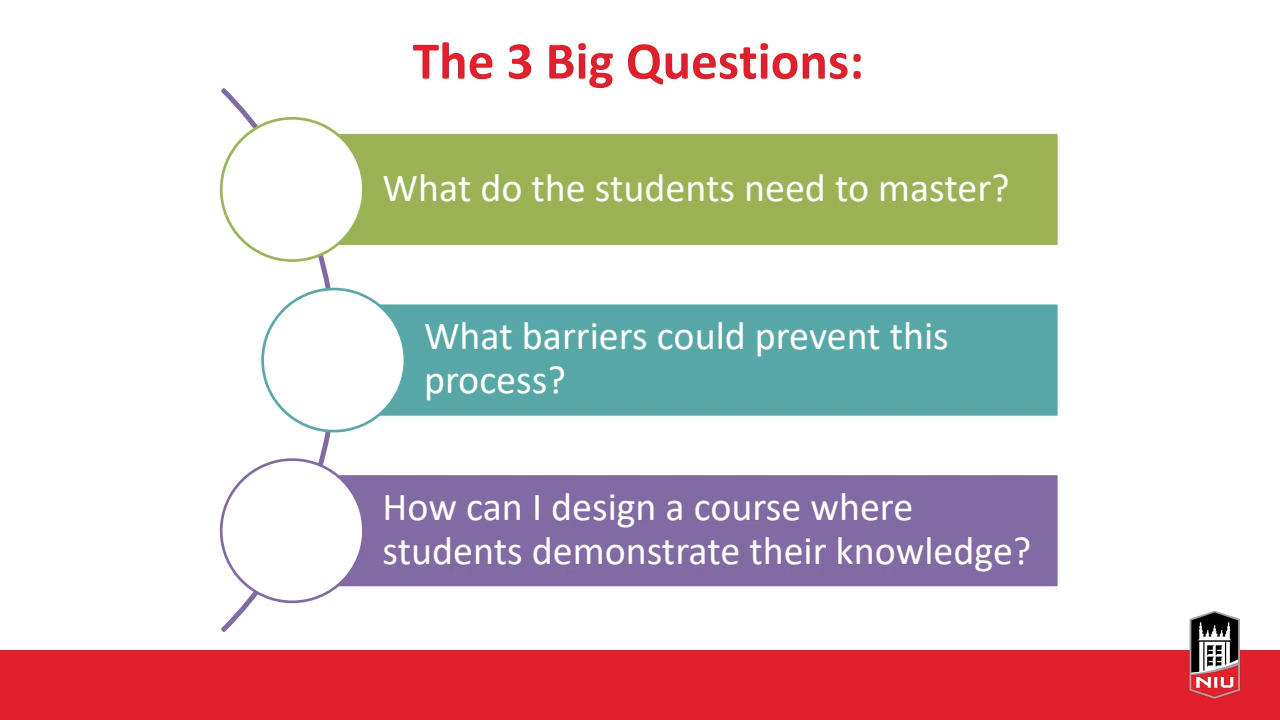 The 3 Big Questions:
What do the students need to master?
What barriers could prevent this
process?
How can I design a course where
students demonstrate their knowledge?
NIU